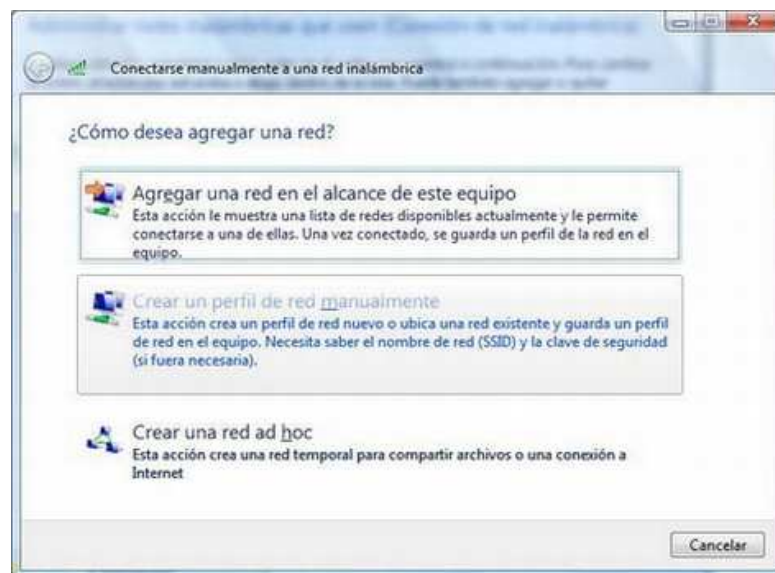 Conectarse manualmente a una red inalámbrica
¿Cómo desea agregar una red?
Agregar una red en el alcance de este equipo
Esta acción le muestra una lista de redes disponibles actualmente y le permite
conectarse a una de ellas. Una vez conectado, se guarda un perfil de la red en el
equipo.
Crear un perfil de red manualmente
Esta acción crea un perfil de red nuevo o ubica una red existente y guarda un perfil
de red en el equipo. Necesita saber el nombre de red (SSID) y la clave de seguridad
(si fuera necesaria).
Crear una red ad hoc
Esta acción crea una red temporal para compartir archivos o una conexión a
Internet
Cancelar